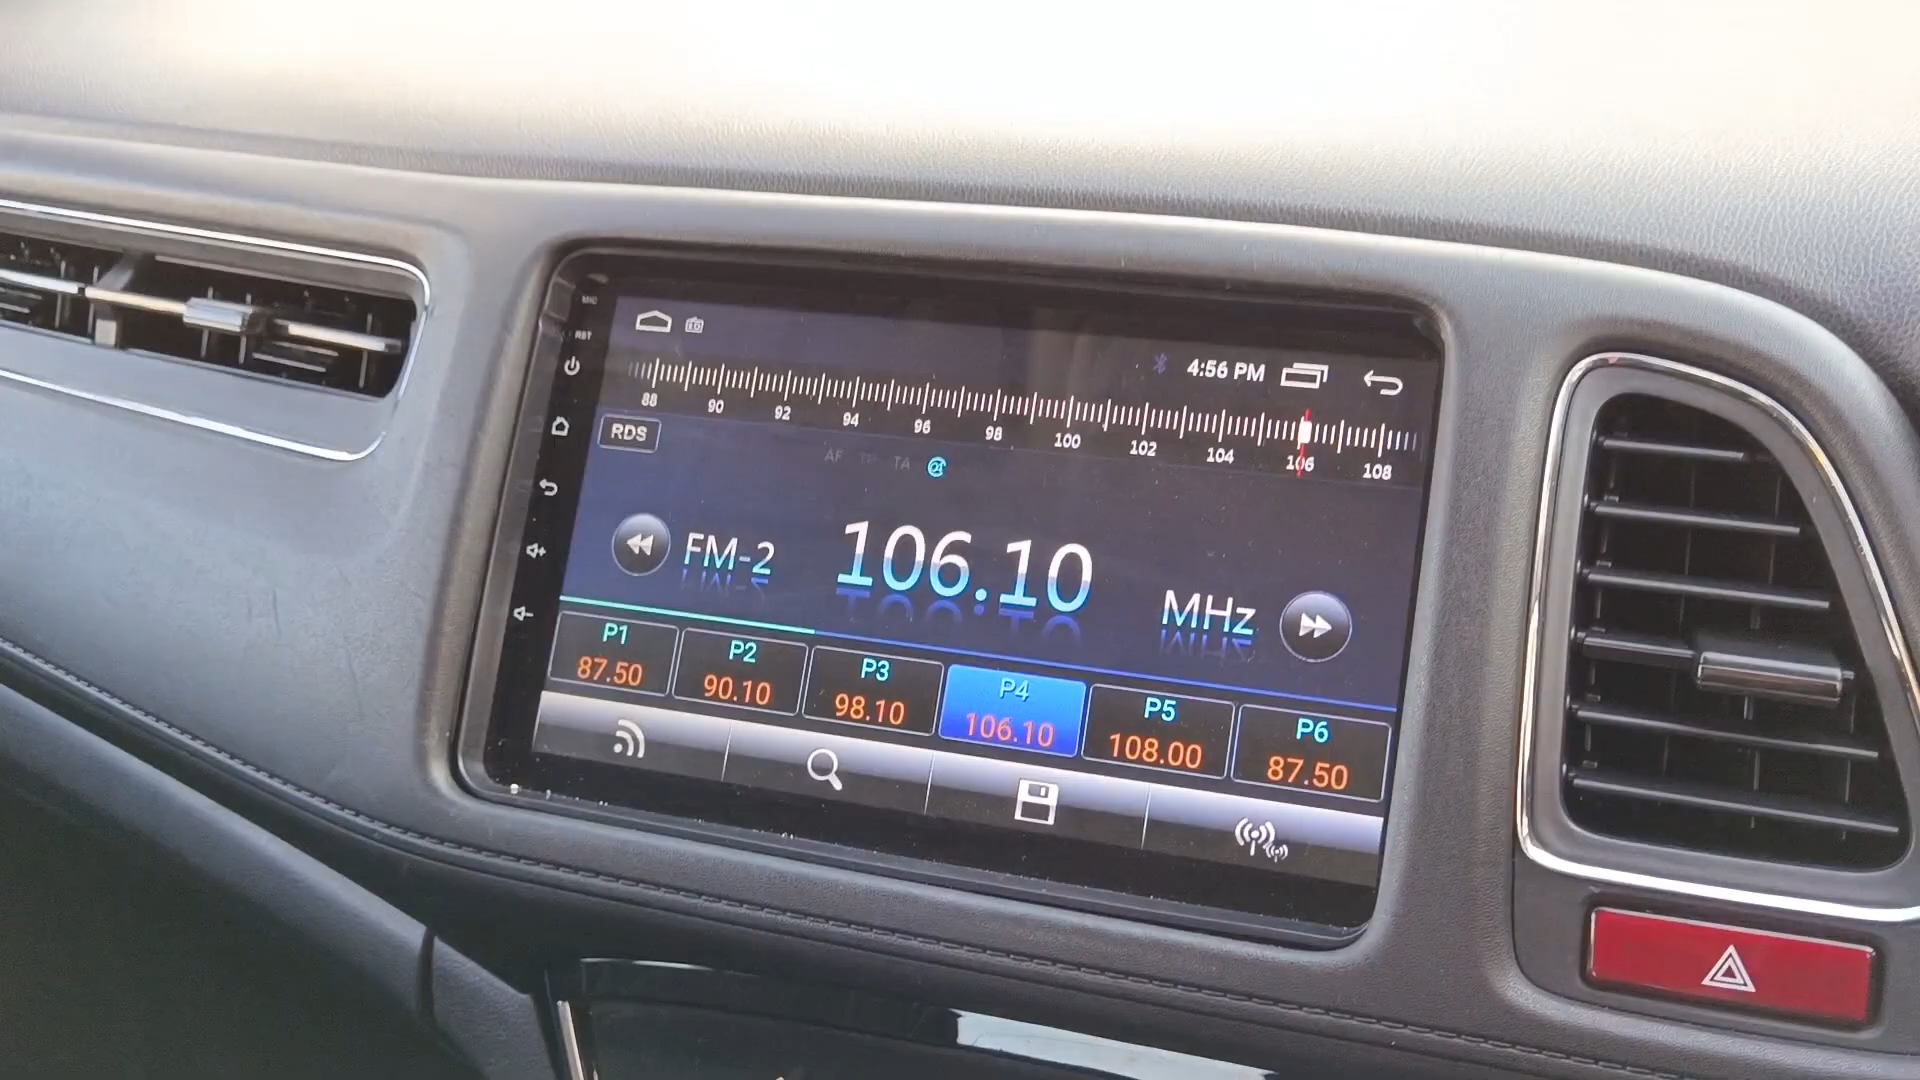 MIC
RST
4:56 PM
88 90 92 94 96 98 100 102 104 106 108
RDS
AF TP TA
FM-2 106.10 MHz
P1 P2 P3 P4 P5 P6
87.50 90.10 98.10 106.10 108.00 87.50